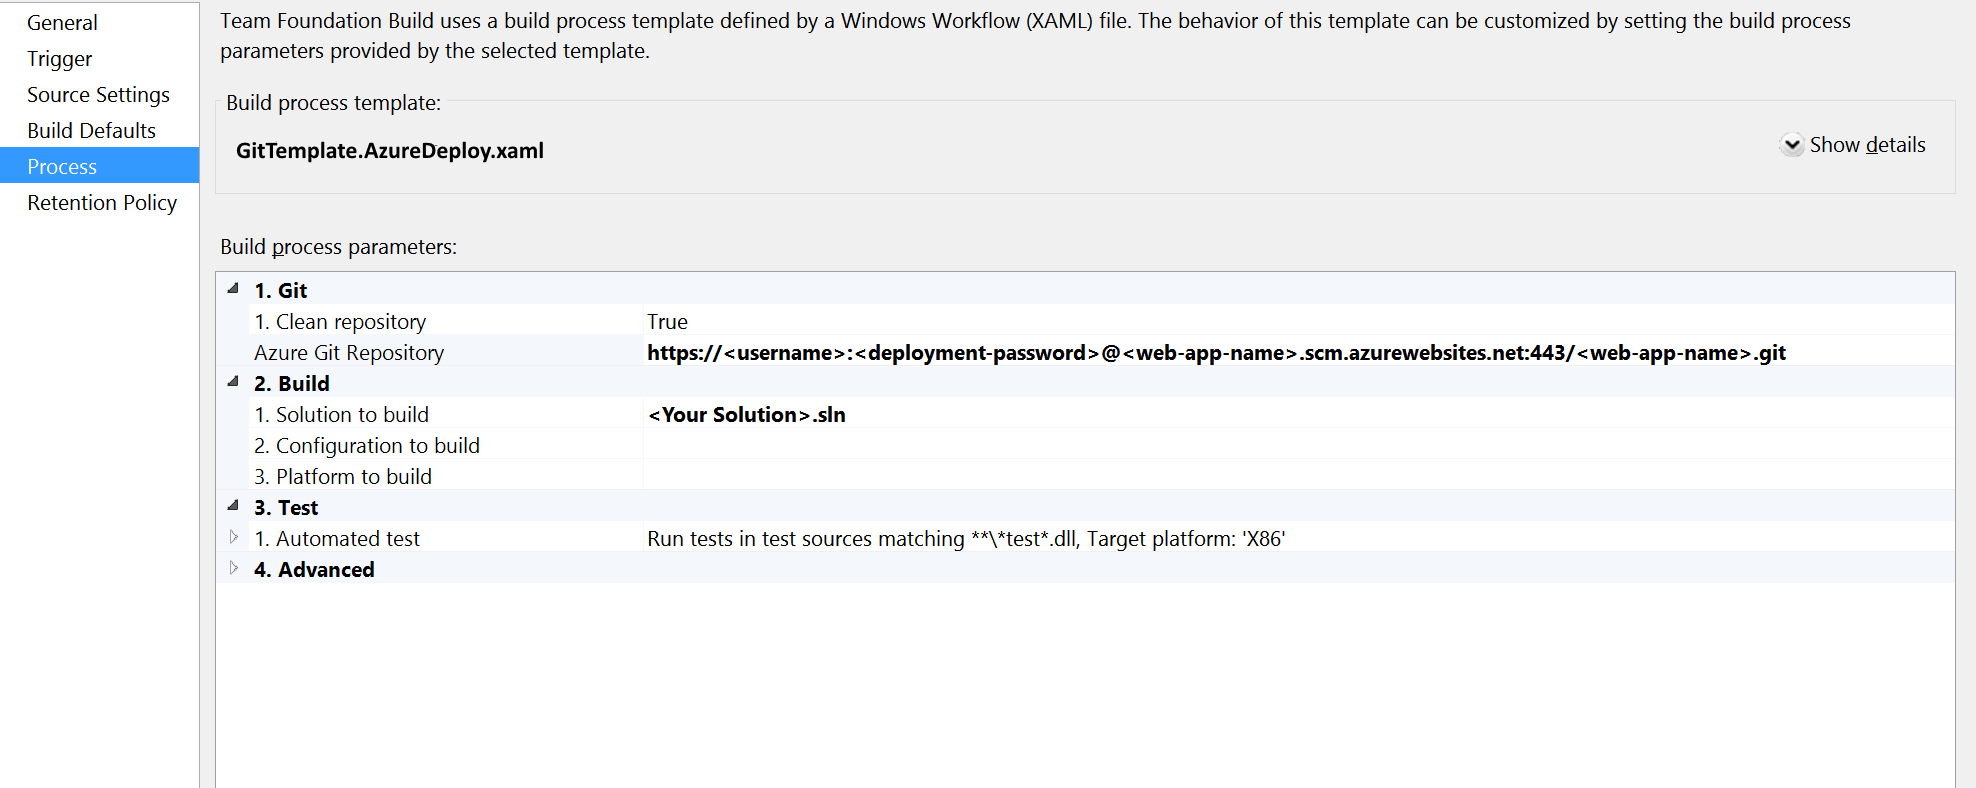 General
Trigger
Source Settings
Build Defaults
Process
Retention Policy
Team Foundation Build uses a build process template defined by a Windows Workflow (XAML) file. The behavior of this template can be customized by setting the build process
parameters provided by the selected template.
Build process template:
GitTemplate.AzureDeploy.xaml
Show details
Build process parameters:
1. Git
1. Clean repository True
Azure Git Repository https://<username>:<deployment-password>@<web-app-name>.scm.azurewebsites.net:443/<web-app-name>.git
2. Build
1. Solution to build <Your Solution>.sln
2. Configuration to build
3. Platform to build
3. Test
1. Automated test Run tests in test sources matching **\*test*.dll, Target platform: 'X86'
4. Advanced